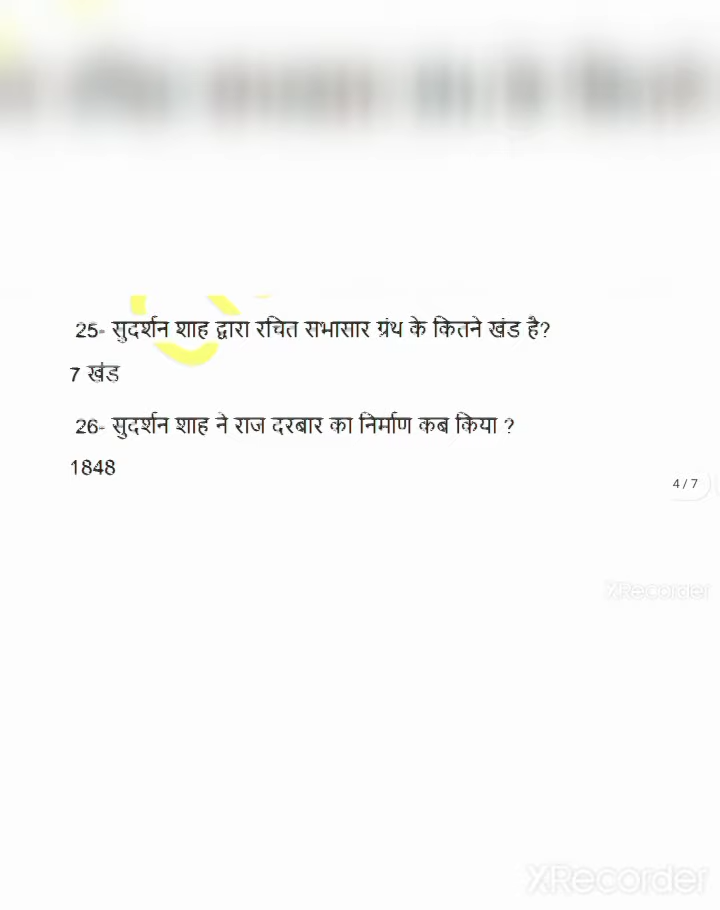 25- सुदर्शन शाह द्वारा रचित सभासार ग्रंथ के कितने खंड है?
7 खंड
26- सुदर्शन शाह ने राज दरबार का निर्माण कब किया ?
1848
4 / 7
XRecorder
XRecorder